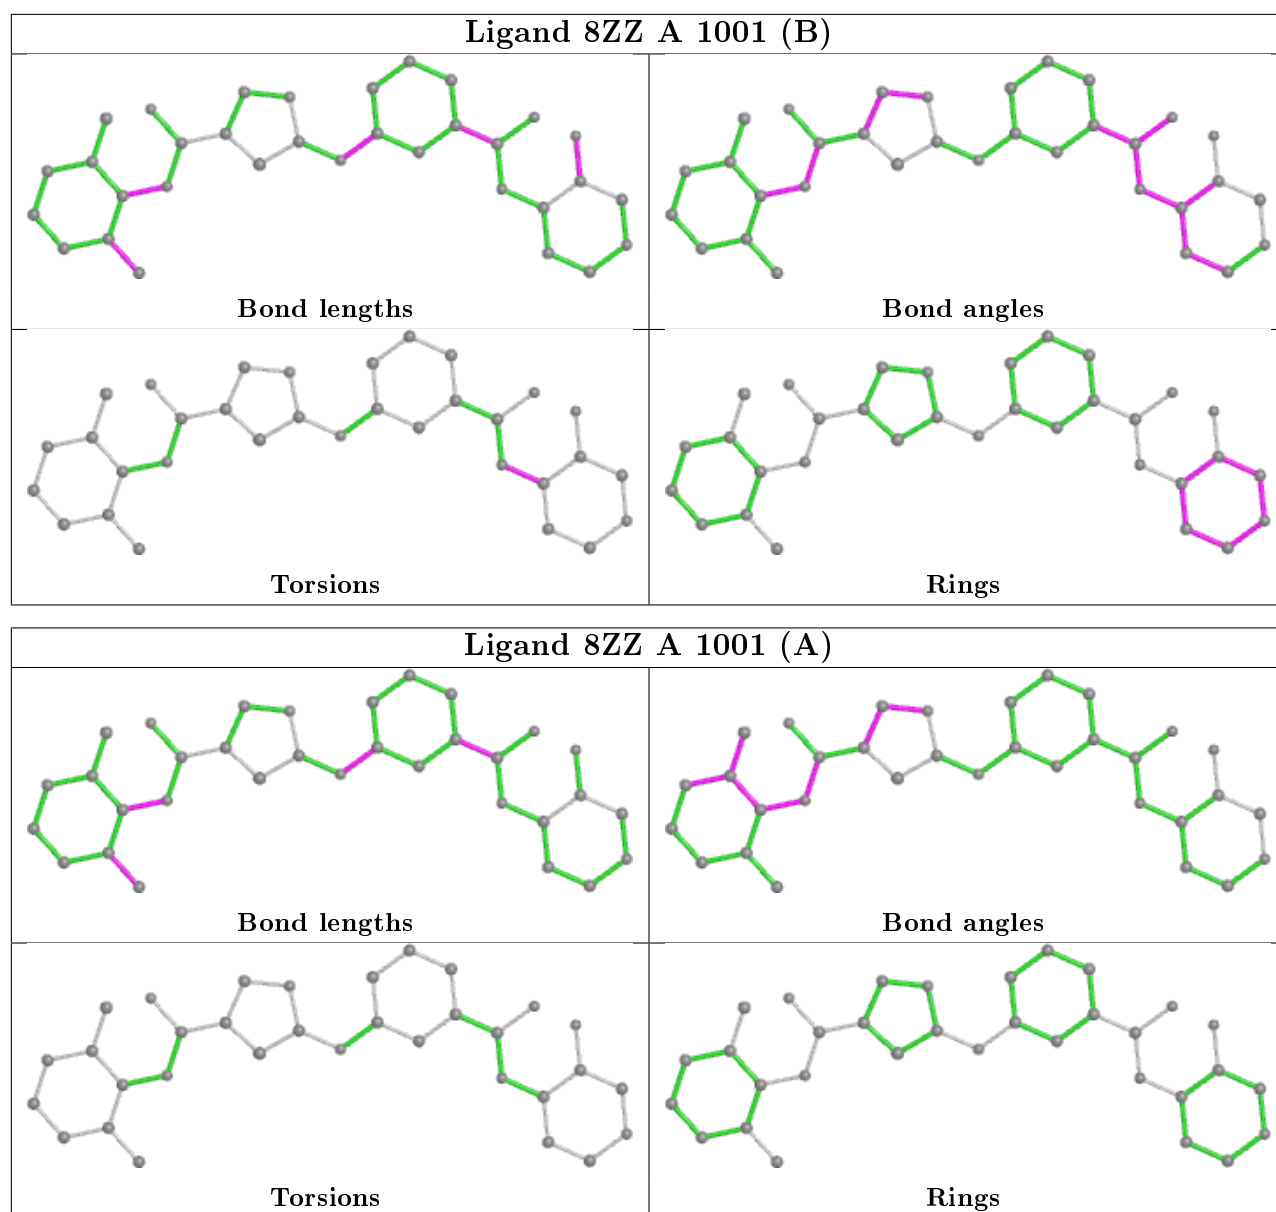 Ligand 8ZZ A 1001 (B)
Bond lengths
Bond angles
Torsions
Rings
Ligand 8ZZ A 1001 (A)
Bond lengths
Bond angles
Torsions
Rings